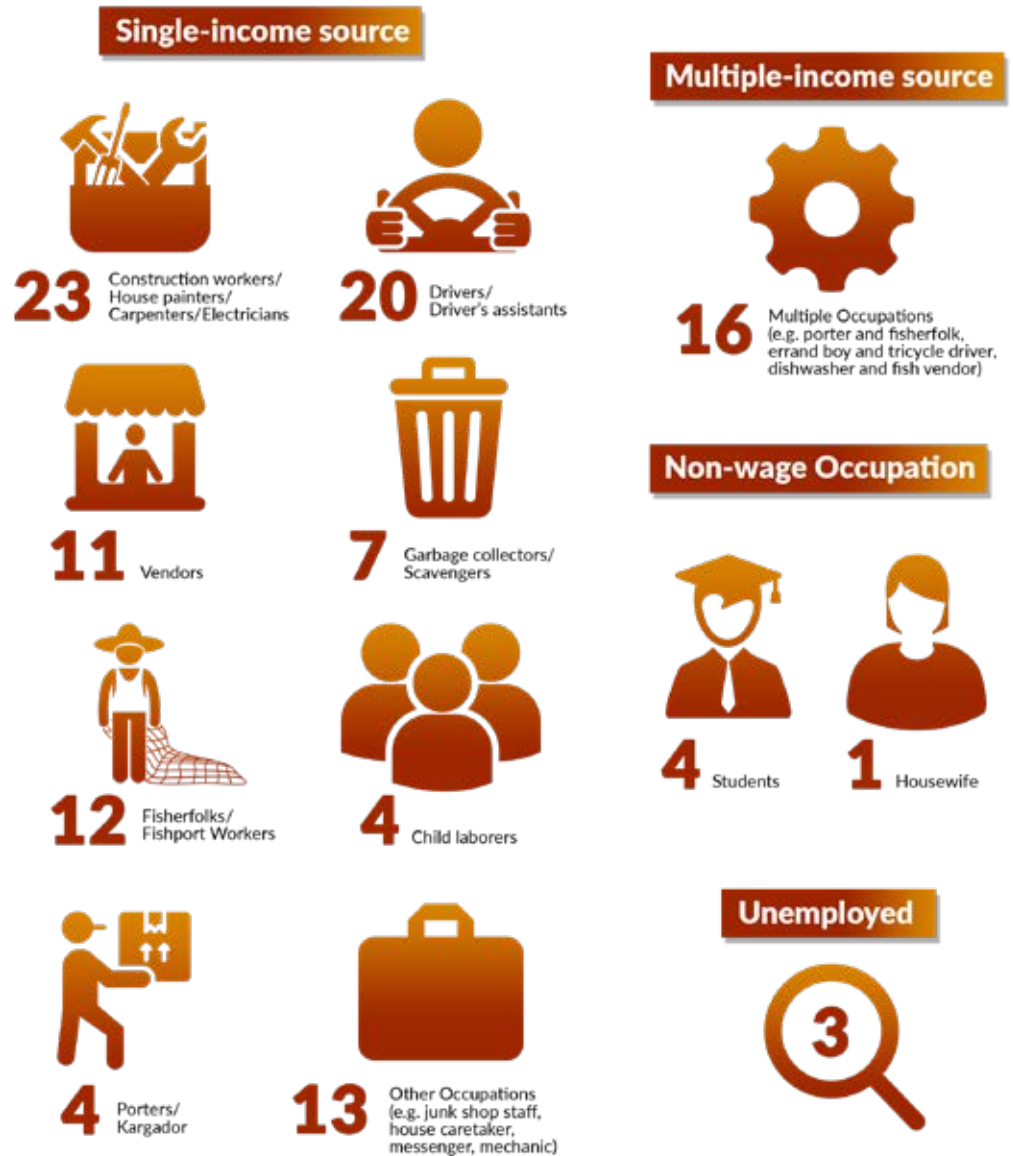 Single-income source
23
Construction workers/
House painters/
Carpenters/Electricians
20
Drivers/
Driver's assistants
11
Vendors
7
Garbage collectors/
Scavengers
12
Fisherfolks/
Fishport Workers
4
Child laborers
4
Porters/
Kargador
13
Other Occupations
(e.g. junk shop staff,
house caretaker,
messenger, mechanic)
Multiple-income source
16
Multiple Occupations
(e.g. porter and fisherfolk,
errand boy and tricycle driver,
dishwasher and fish vendor)
Non-wage Occupation
4
Students
1
Housewife
Unemployed
3